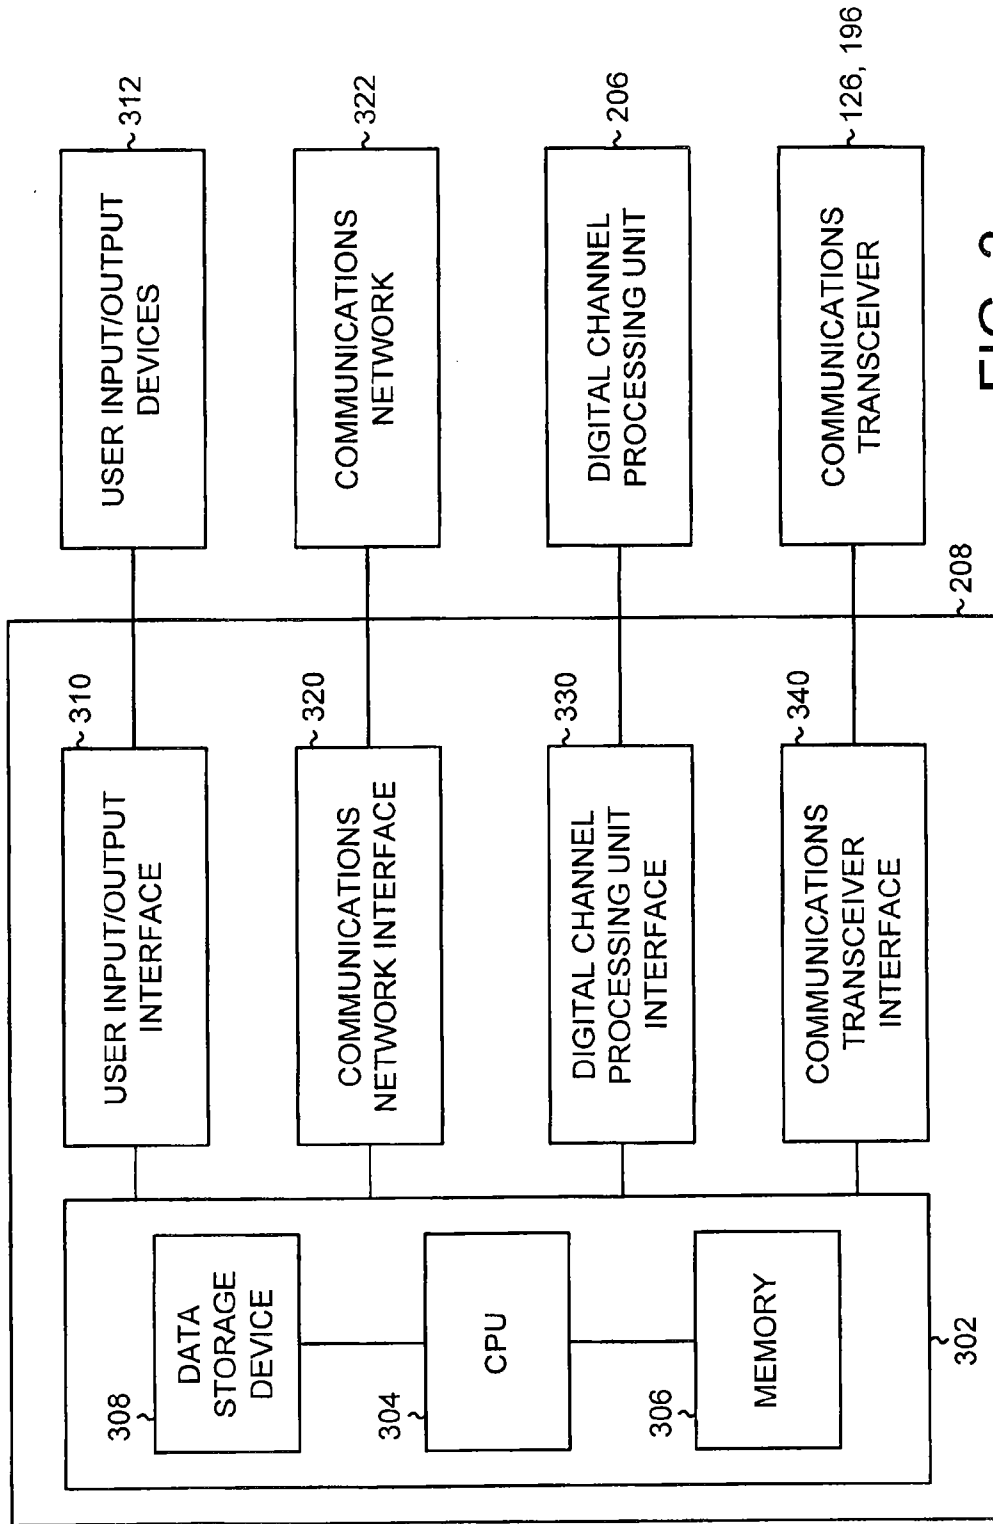 308
DATA
STORAGE
DEVICE
304
CPU
306
MEMORY
302
310
USER INPUT/OUTPUT
INTERFACE
320
COMMUNICATIONS
NETWORK INTERFACE
330
DIGITAL CHANNEL
PROCESSING UNIT
INTERFACE
340
COMMUNICATIONS
TRANSCEIVER
INTERFACE
208
312
USER INPUT/OUTPUT
DEVICES
322
COMMUNICATIONS
NETWORK
206
DIGITAL CHANNEL
PROCESSING UNIT
126, 196
COMMUNICATIONS
TRANSCEIVER